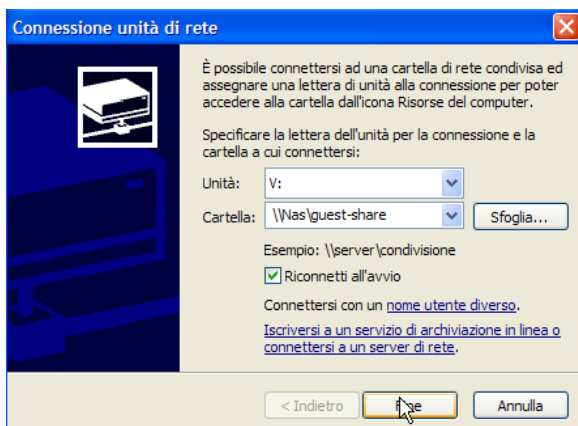 Connessione unità di rete
È possibile connettersi ad una cartella di rete condivisa ed
assegnare una lettera di unità alla connessione per poter
accedere alla cartella dall'icona Risorse del computer.
Specificare la lettera dell'unità per la connessione e la
cartella a cui connettersi:
Unità: V:
Cartella: \\Nas\guest-share Sfoglia...
Esempio: \\server\condivisione
Riconnetti all'avvio
Connettersi con un nome utente diverso.
Iscriversi a un servizio di archiviazione in linea o
connettersi a un server di rete.
< Indietro Fine Annulla